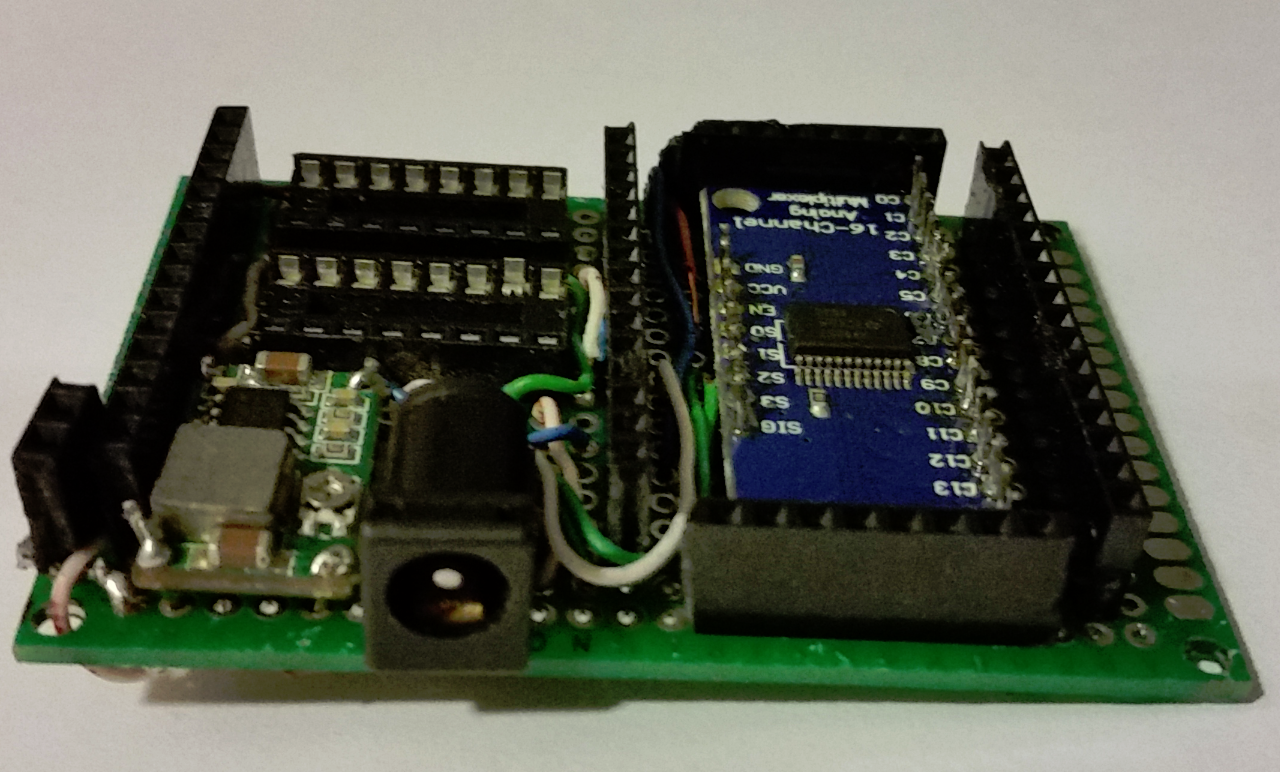 16-Channel
Analog
Multiplexer
GND
VCC
EN
S0
S1
S2
S3
SIG
C0
C1
C2
C3
C4
C5
C8
C9
C10
C11
C12
C13
N